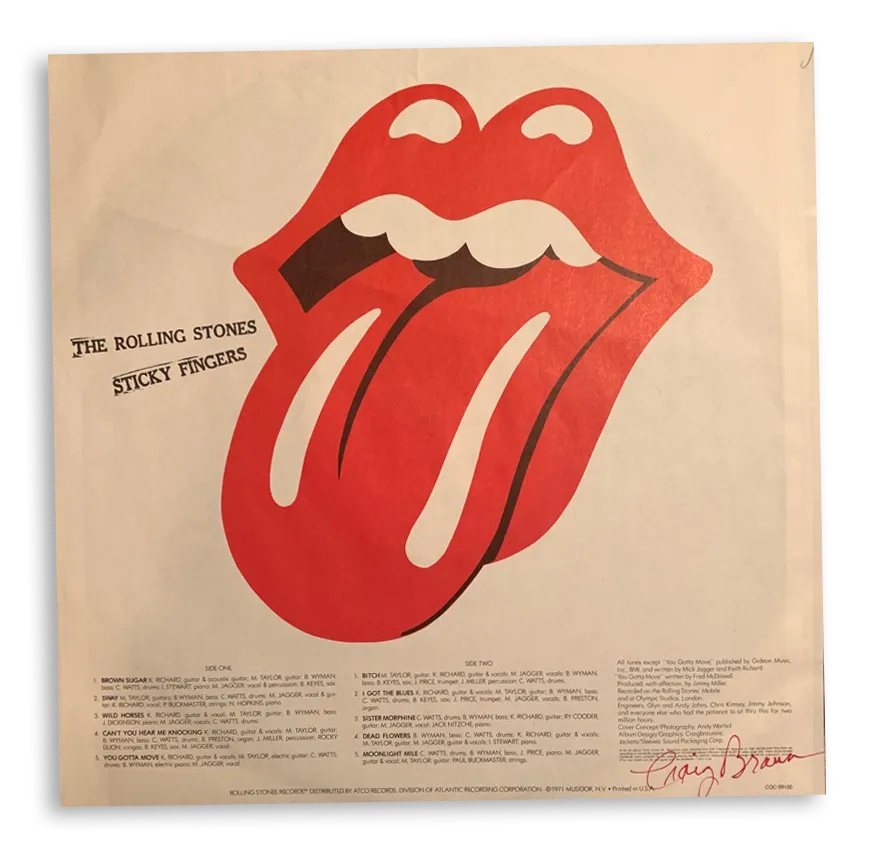 THE ROLLING STONES
STICKY FINGERS
SIDE ONE
1. BROWN SUGAR K. RICHARD, guitar & acoustic guitar; M. TAYLOR, guitar; B. WYMAN,
bass; C. WATTS, drums; I. STEWART, piano; M. JAGGER, vocal & percussion; B. KEYES, sax.
2. SWAY M. TAYLOR, guitars; B. WYMAN, bass; C. WATTS, drums; M. JAGGER, vocal & gui-
tar; K. RICHARD, vocal; P. BUCKMASTER, strings; N. HOPKINS, piano.
3. WILD HORSES K. RICHARD, guitar & vocal; M. TAYLOR, guitar; B. WYMAN, bass;
J. DICKINSON, piano; M. JAGGER, vocals; C. WATTS, drums.
4. CAN'T YOU HEAR ME KNOCKING K. RICHARD, guitar & vocals; M. TAYLOR, guitar;
B. WYMAN, bass; C. WATTS, drums; B. PRESTON, organ; J. MILLER, percussion; ROCKY
DIJON, congas; B. KEYES, sax; M. JAGGER, vocal.
5. YOU GOTTA MOVE K. RICHARD, guitar & vocals; M. TAYLOR, electric guitar; C. WATTS,
drums; B. WYMAN, electric piano; M. JAGGER, vocal.
SIDE TWO
1. BITCH M. TAYLOR, guitar; K. RICHARD, guitar & vocals; M. JAGGER, vocals; B. WYMAN,
bass; B. KEYES, sax; J. PRICE, trumpet; J. MILLER, percussion; C. WATTS, drums.
2. I GOT THE BLUES K. RICHARD, guitar & vocals; M. TAYLOR, guitar; B. WYMAN, bass;
C. WATTS, drums; B. KEYES, sax; J. PRICE, trumpet; M. JAGGER, vocals; B. PRESTON,
organ.
3. SISTER MORPHINE C. WATTS, drums; B. WYMAN, bass; K. RICHARD, guitar; RY COODER,
guitar; M. JAGGER, vocal; JACK NITZCHE, piano.
4. DEAD FLOWERS B. WYMAN, bass; C. WATTS, drums; K. RICHARD, guitar & vocals;
M. TAYLOR, guitar; M. JAGGER, guitar & vocals; I. STEWART, piano.
5. MOONLIGHT MILE C. WATTS, drums; B. WYMAN, bass; J. PRICE, piano; M. JAGGER,
guitar & vocal; M. TAYLOR, guitar; PAUL BUCKMASTER, strings.
All tunes except "You Gotta Move", published by Gideon Music,
Inc., BMI, and written by Mick Jagger and Keith Richard.
"You Gotta Move" written by Fred McDowell
Produced, with affection, by Jimmy Miller
Recorded on the Rolling Stones' Mobile
and at Olympic Studios, London.
Engineers, Glyn and Andy Johns, Chris Kimsey, Jimmy Johnson,
and everyone else who had the patience to sit thru this for two
million hours.
Cover Concept/Photography: Andy Warhol
Album Design/Graphics: Craigbrauninc.
Jackets/Sleeves: Sound Packaging Corp.
Craig Braun
ROLLING STONES RECORDS® DISTRIBUTED BY ATCO RECORDS, DIVISION OF ATLANTIC RECORDING CORPORATION. ©1971 MUSIDOR, N.V. • Printed in U.S.A.
COC-59100